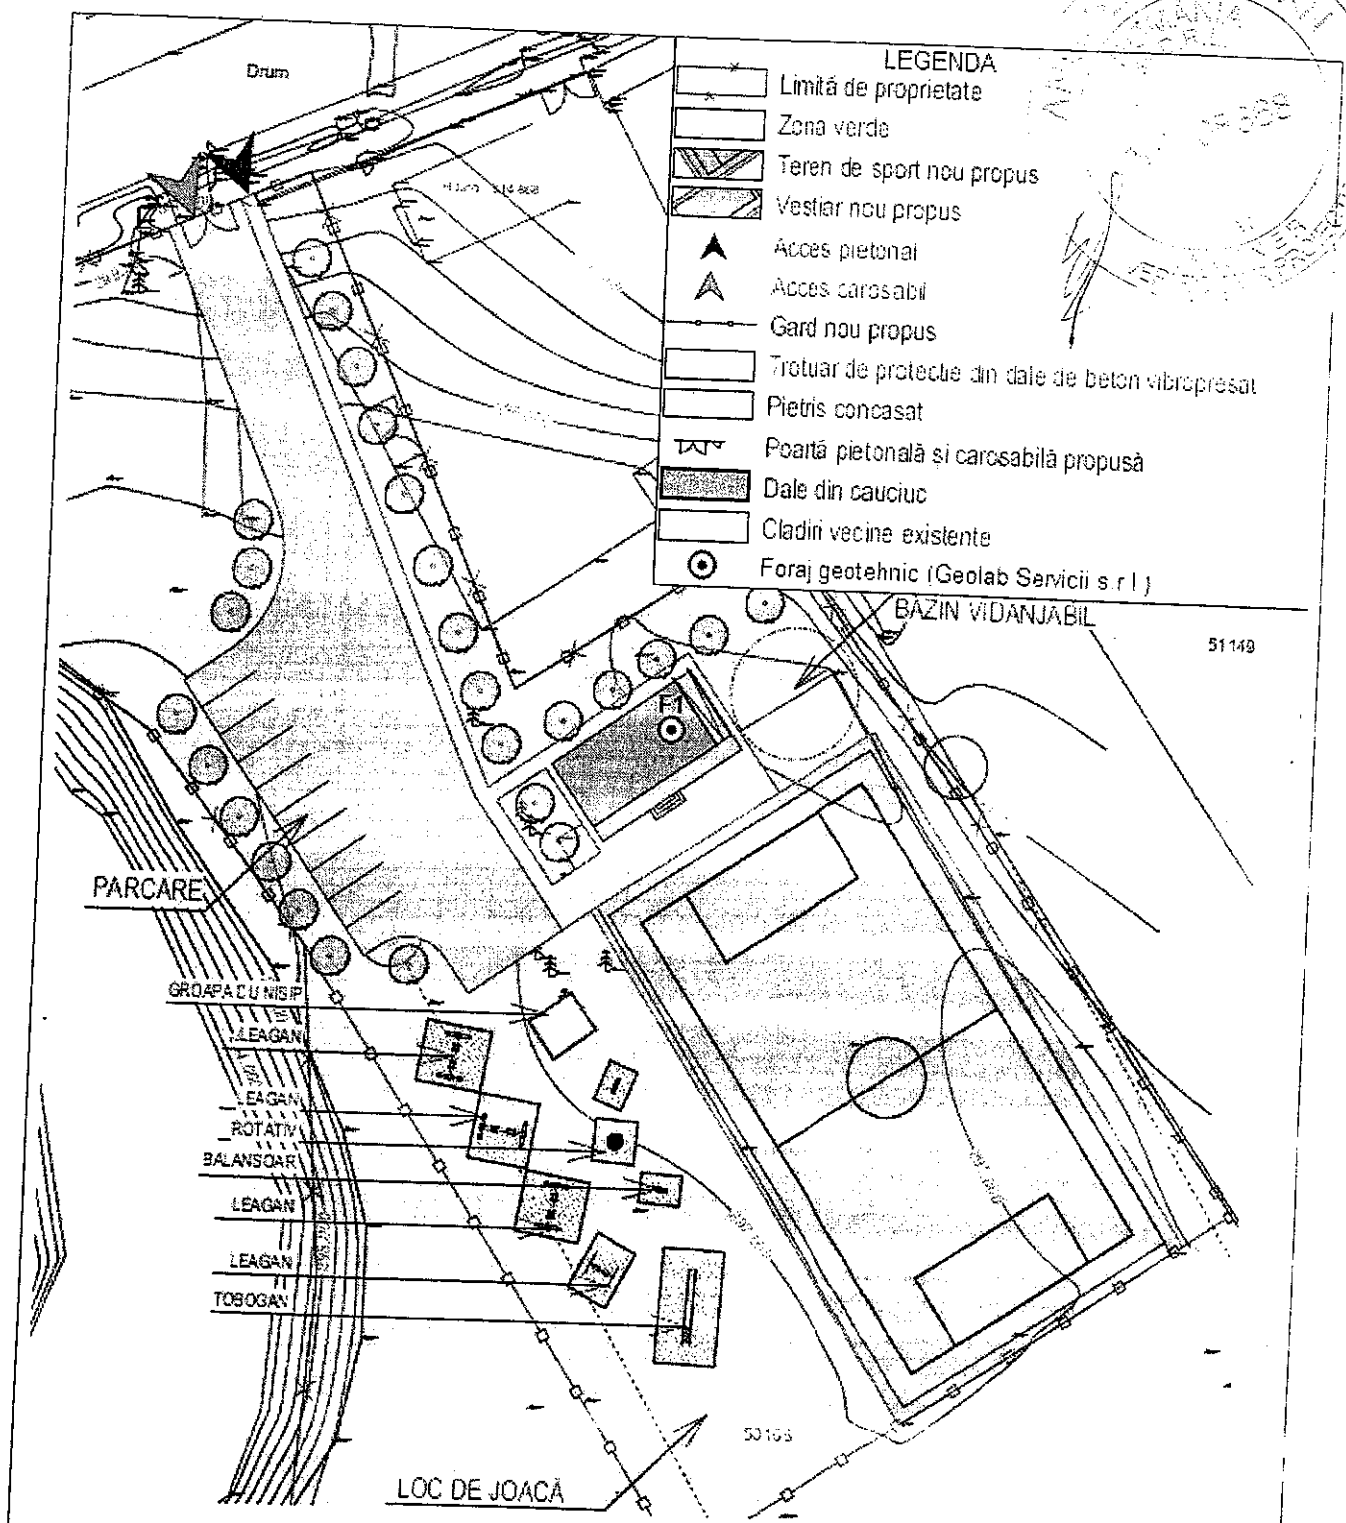 Drum
LEGENDA
Limită de proprietate
Zona verde
Teren de sport nou propus
Vestiar nou propus
Acces pietonal
Acces carosabil
Gard nou propus
Trotuar de protectie din dale de beton vibropresat
Pietris concasat
Poartă pietonală și carosabilă propusă
Dale din cauciuc
Cladiri vecine existente
Foraj geotehnic (Geolab Servicii s.r.l.)
BAZIN VIDANJABIL
51149
F1
PARCARE
GROAPA CU NISIP
LEAGAN
LEAGAN
ROTATIV
BALANSOAR
LEAGAN
LEAGAN
TOBOGAN
LOC DE JOACĂ